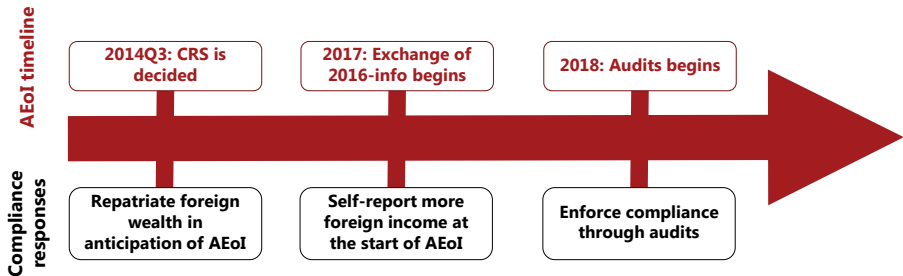 AEoI timeline
2014Q3: CRS is
decided
2017: Exchange of
2016-info begins
2018: Audits begins
Compliance
responses
Repatriate foreign
wealth in
anticipation of AEoI
Self-report more
foreign income at
the start of AEoI
Enforce compliance
through audits